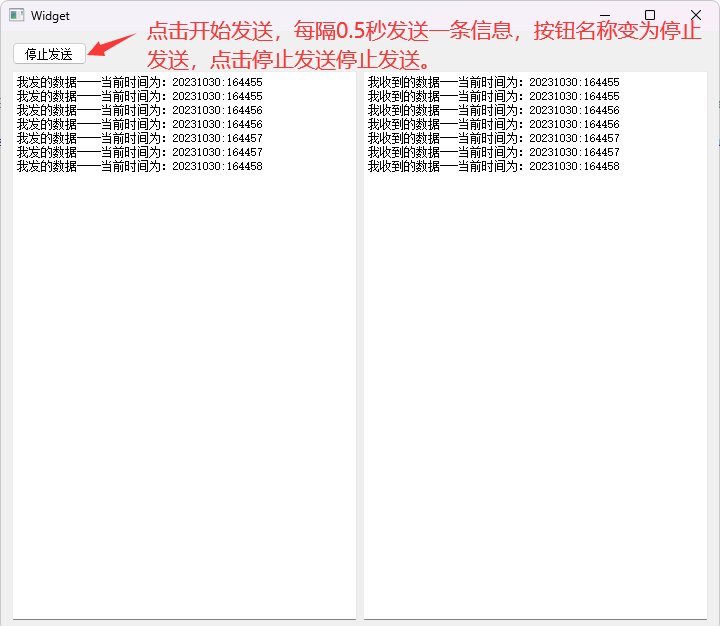 Widget
点击开始发送，每隔0.5秒发送一条信息，按钮名称变为停止
发送，点击停止发送停止发送。
停止发送
我发的数据——当前时间为：20231030:164455
我发的数据——当前时间为：20231030:164455
我发的数据——当前时间为：20231030:164456
我发的数据——当前时间为：20231030:164456
我发的数据——当前时间为：20231030:164457
我发的数据——当前时间为：20231030:164457
我发的数据——当前时间为：20231030:164458
我收到的数据——当前时间为：20231030:164455
我收到的数据——当前时间为：20231030:164455
我收到的数据——当前时间为：20231030:164456
我收到的数据——当前时间为：20231030:164456
我收到的数据——当前时间为：20231030:164457
我收到的数据——当前时间为：20231030:164457
我收到的数据——当前时间为：20231030:164458